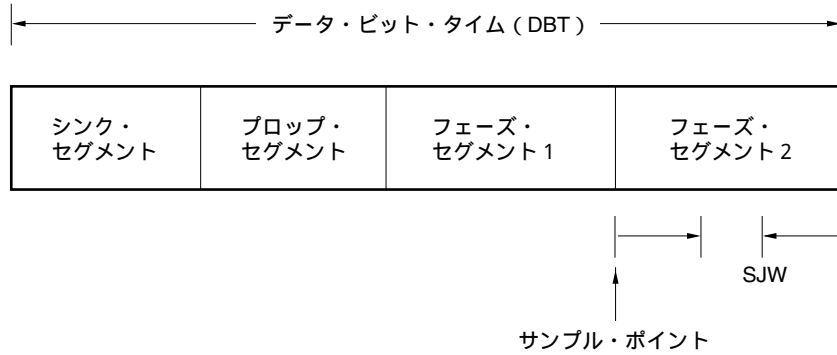 データ・ビット・タイム（DBT）
シンク・
セグメント
プロップ・
セグメント
フェーズ・
セグメント 1
フェーズ・
セグメント 2
SJW
サンプル・ポイント